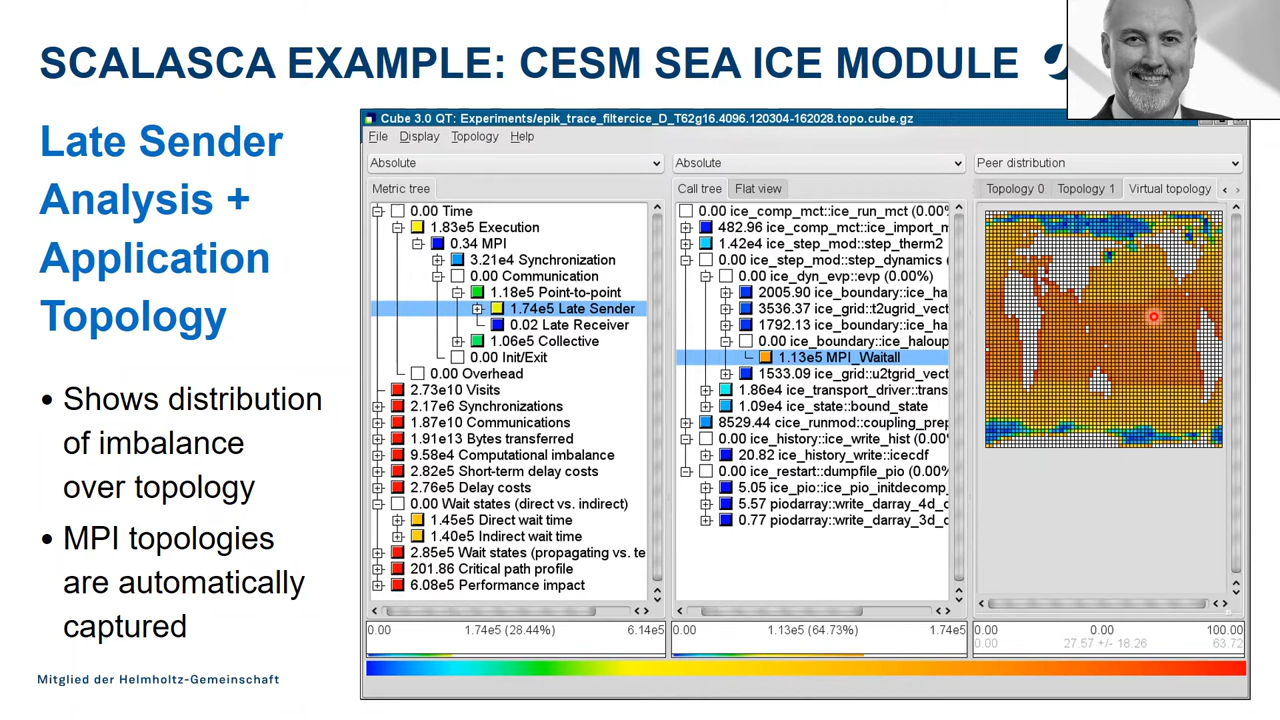 SCALASCA EXAMPLE: CESM SEA ICE MODULE
Late Sender
Analysis +
Application
Topology
• Shows distribution
of imbalance
over topology
• MPI topologies
are automatically
captured
Mitglied der Helmholtz-Gemeinschaft
Cube 3.0 QT: Experiments/epik_trace_filtercice_D_T62g16.4096.120304-162028.topo.cube.gz
File Display Topology Help
Absolute
Metric tree
0.00 Time
1.83e5 Execution
0.34 MPI
3.21e4 Synchronization
0.00 Communication
1.18e5 Point-to-point
1.74e5 Late Sender
0.02 Late Receiver
1.06e5 Collective
0.00 Init/Exit
0.00 Overhead
2.73e10 Visits
2.17e6 Synchronizations
1.87e10 Communications
1.91e13 Bytes transferred
9.58e4 Computational imbalance
2.82e5 Short-term delay costs
2.76e5 Delay costs
0.00 Wait states (direct vs. indirect)
1.45e5 Direct wait time
1.40e5 Indirect wait time
2.85e5 Wait states (propagating vs. te
201.86 Critical path profile
6.08e5 Performance impact
0.00 1.74e5 (28.44%) 6.14e5
Absolute
Call tree Flat view
0.00 ice_comp_mct::ice_run_mct (0.00%
482.96 ice_comp_mct::ice_import_m
1.42e4 ice_step_mod::step_therm2
0.00 ice_step_mod::step_dynamics (
0.00 ice_dyn_evp::evp (0.00%)
2005.90 ice_boundary::ice_ha
3536.37 ice_grid::t2ugrid_vect
1792.13 ice_boundary::ice_ha
0.00 ice_boundary::ice_haloup
1.13e5 MPI_Waitall
1533.09 ice_grid::u2tgrid_vect
1.86e4 ice_transport_driver::trans
1.09e4 ice_state::bound_state
8529.44 ice_runmod::coupling_prep
0.00 ice_history::ice_write_hist (0.00%
20.82 ice_history_write::icecdf
0.00 ice_restart::dumpfile_pio (0.00%
5.05 ice_pio::ice_pio_initdecomp_
5.57 piodarray::write_darray_4d_d
0.77 piodarray::write_darray_3d_d
0.00 1.13e5 (64.73%) 1.74e5
Peer distribution
Topology 0 Topology 1 Virtual topology
0.00 0.00 100.00
0.00 27.57 +/- 18.26 63.72